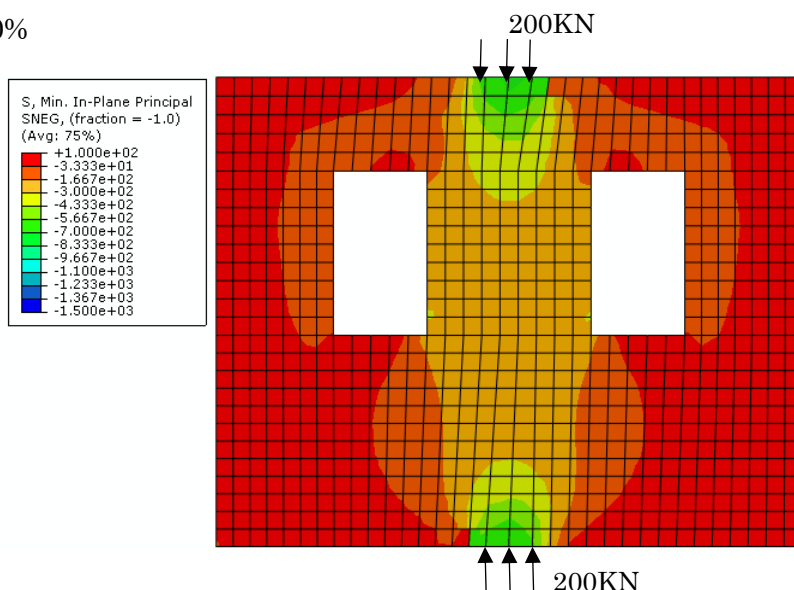 200KN
0%
S, Min. In-Plane Principal
SNEG, (fraction = -1.0)
(Avg: 75%)
+1.000e+02
-3.333e+01
-1.667e+02
-3.000e+02
-4.333e+02
-5.667e+02
-7.000e+02
-8.333e+02
-9.667e+02
-1.100e+03
-1.233e+03
-1.367e+03
-1.500e+03
200KN